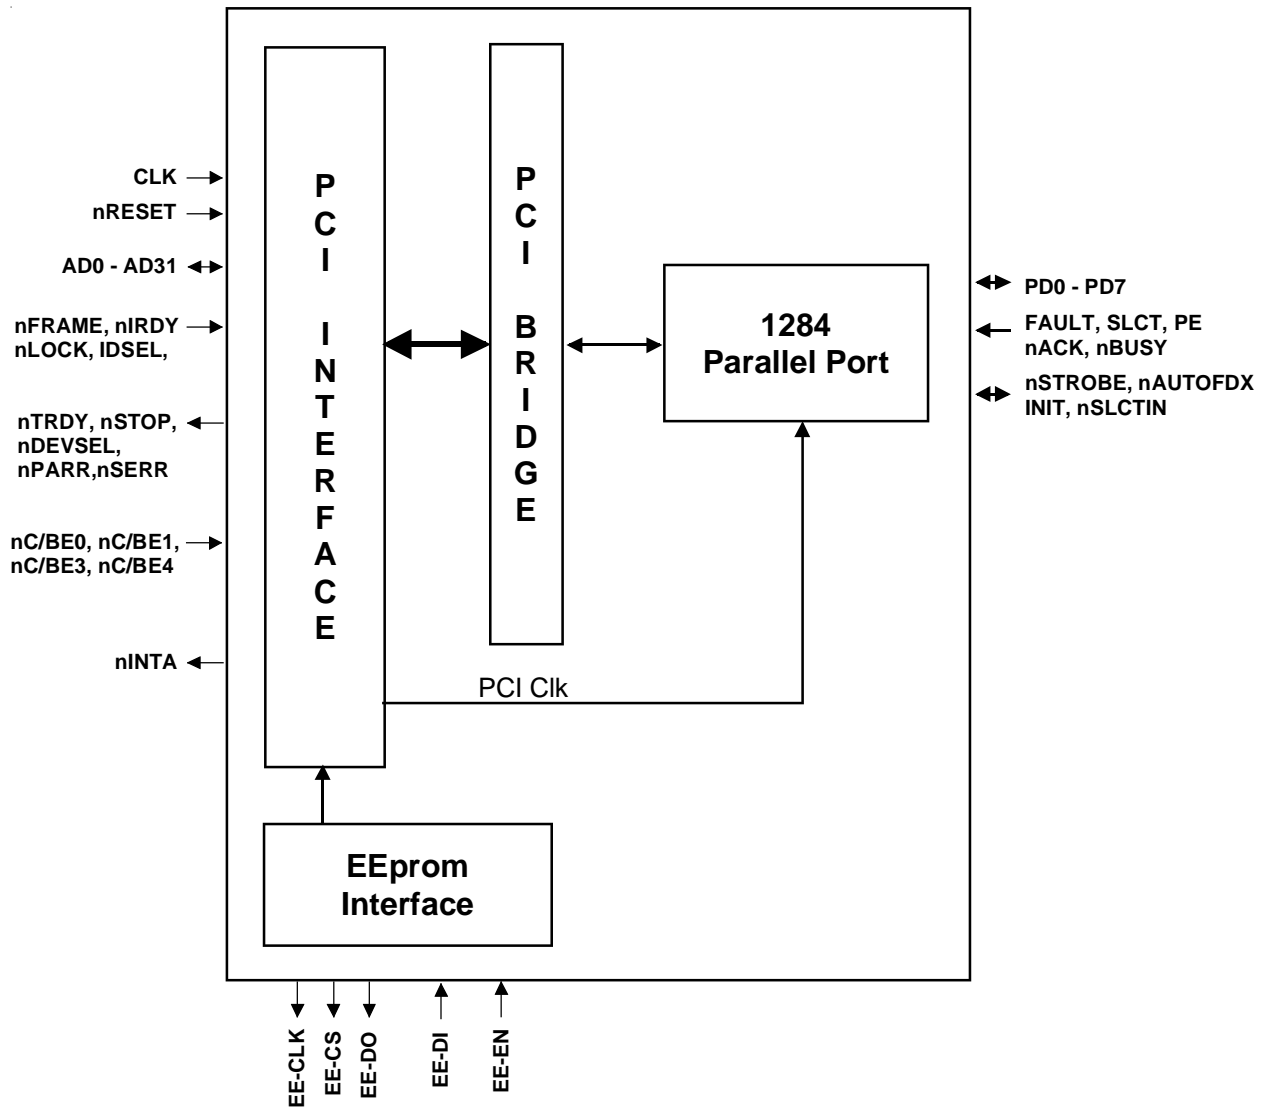 CLK
nRESET
AD0 - AD31
nFRAME, nIRDY
nLOCK, IDSEL,
nTRDY, nSTOP,
nDEVSEL,
nPARR,nSERR
nC/BE0, nC/BE1,
nC/BE3, nC/BE4
nINTA
PCI INTERFACE
PCI BRIDGE
1284
Parallel Port
PD0 - PD7
FAULT, SLCT, PE
nACK, nBUSY
nSTROBE, nAUTOFDX
INIT, nSLCTIN
PCI Clk
EEprom
Interface
EE-CLK
EE-CS
EE-DO
EE-DI
EE-EN